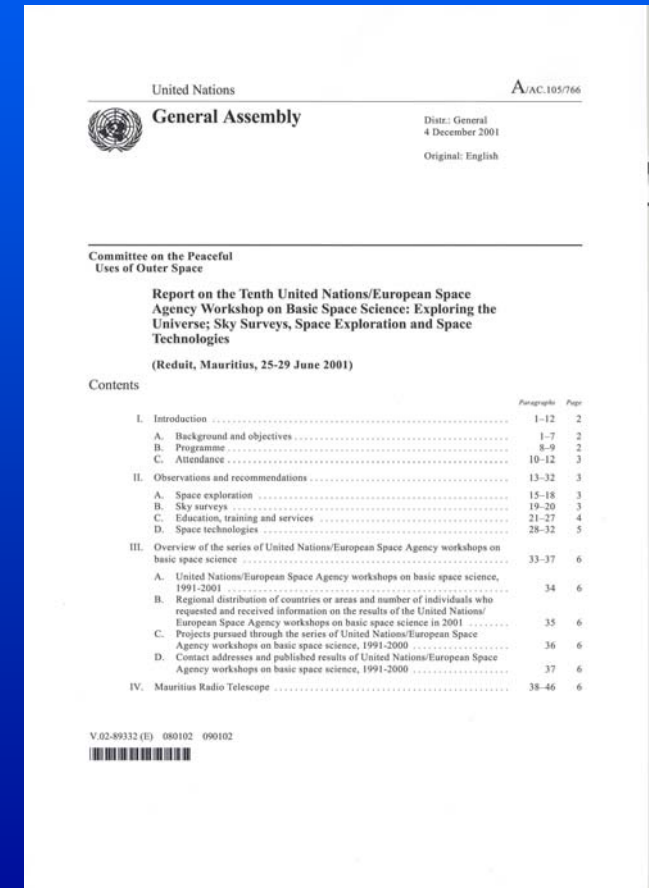 United Nations
A/AC.105/766
General Assembly
Distr.: General
4 December 2001
Original: English
Committee on the Peaceful
Uses of Outer Space
Report on the Tenth United Nations/European Space
Agency Workshop on Basic Space Science: Exploring the
Universe; Sky Surveys, Space Exploration and Space
Technologies
(Reduit, Mauritius, 25-29 June 2001)
Contents
Paragraphs Page
I. Introduction 1–12 2
A. Background and objectives 1–7 2
B. Programme 8–9 2
C. Attendance 10–12 3
II. Observations and recommendations 13–32 3
A. Space exploration 15–18 3
B. Sky surveys 19–20 3
C. Education, training and services 21–27 4
D. Space technologies 28–32 5
III. Overview of the series of United Nations/European Space Agency workshops on
basic space science 33–37 6
A. United Nations/European Space Agency workshops on basic space science,
1991-2001 34 6
B. Regional distribution of countries or areas and number of individuals who
requested and received information on the results of the United Nations/
European Space Agency workshops on basic space science in 2001 35 6
C. Projects pursued through the series of United Nations/European Space
Agency workshops on basic space science, 1991-2000 36 6
D. Contact addresses and published results of United Nations/European Space
Agency workshops on basic space science, 1991-2000 37 6
IV. Mauritius Radio Telescope 38–46 6
V.02-89332 (E) 080102 090102